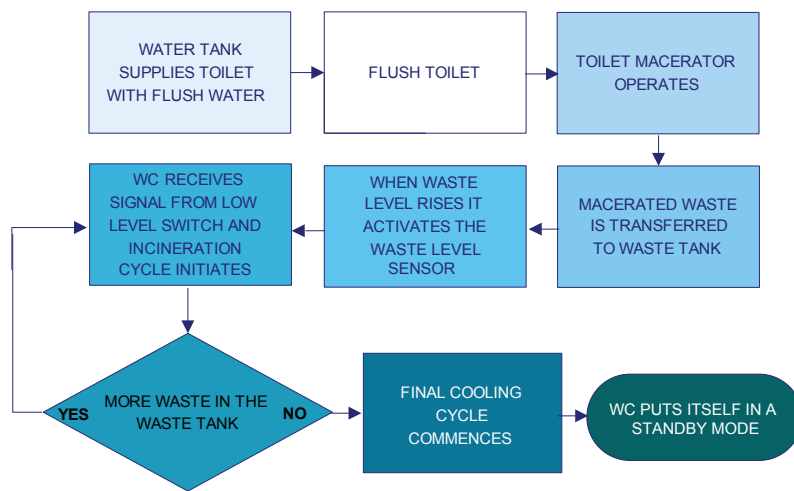 WATER TANK
SUPPLIES TOILET
WITH FLUSH WATER
FLUSH TOILET
TOILET MACERATOR
OPERATES
MACERATED WASTE
IS TRANSFERRED
TO WASTE TANK
WHEN WASTE
LEVEL RISES IT
ACTIVATES THE
WASTE LEVEL
SENSOR
WC RECEIVES
SIGNAL FROM LOW
LEVEL SWITCH AND
INCINERATION
CYCLE INITIATES
YES
MORE WASTE IN THE
WASTE TANK
NO
FINAL COOLING
CYCLE
COMMENCES
WC PUTS ITSELF IN A
STANDBY MODE